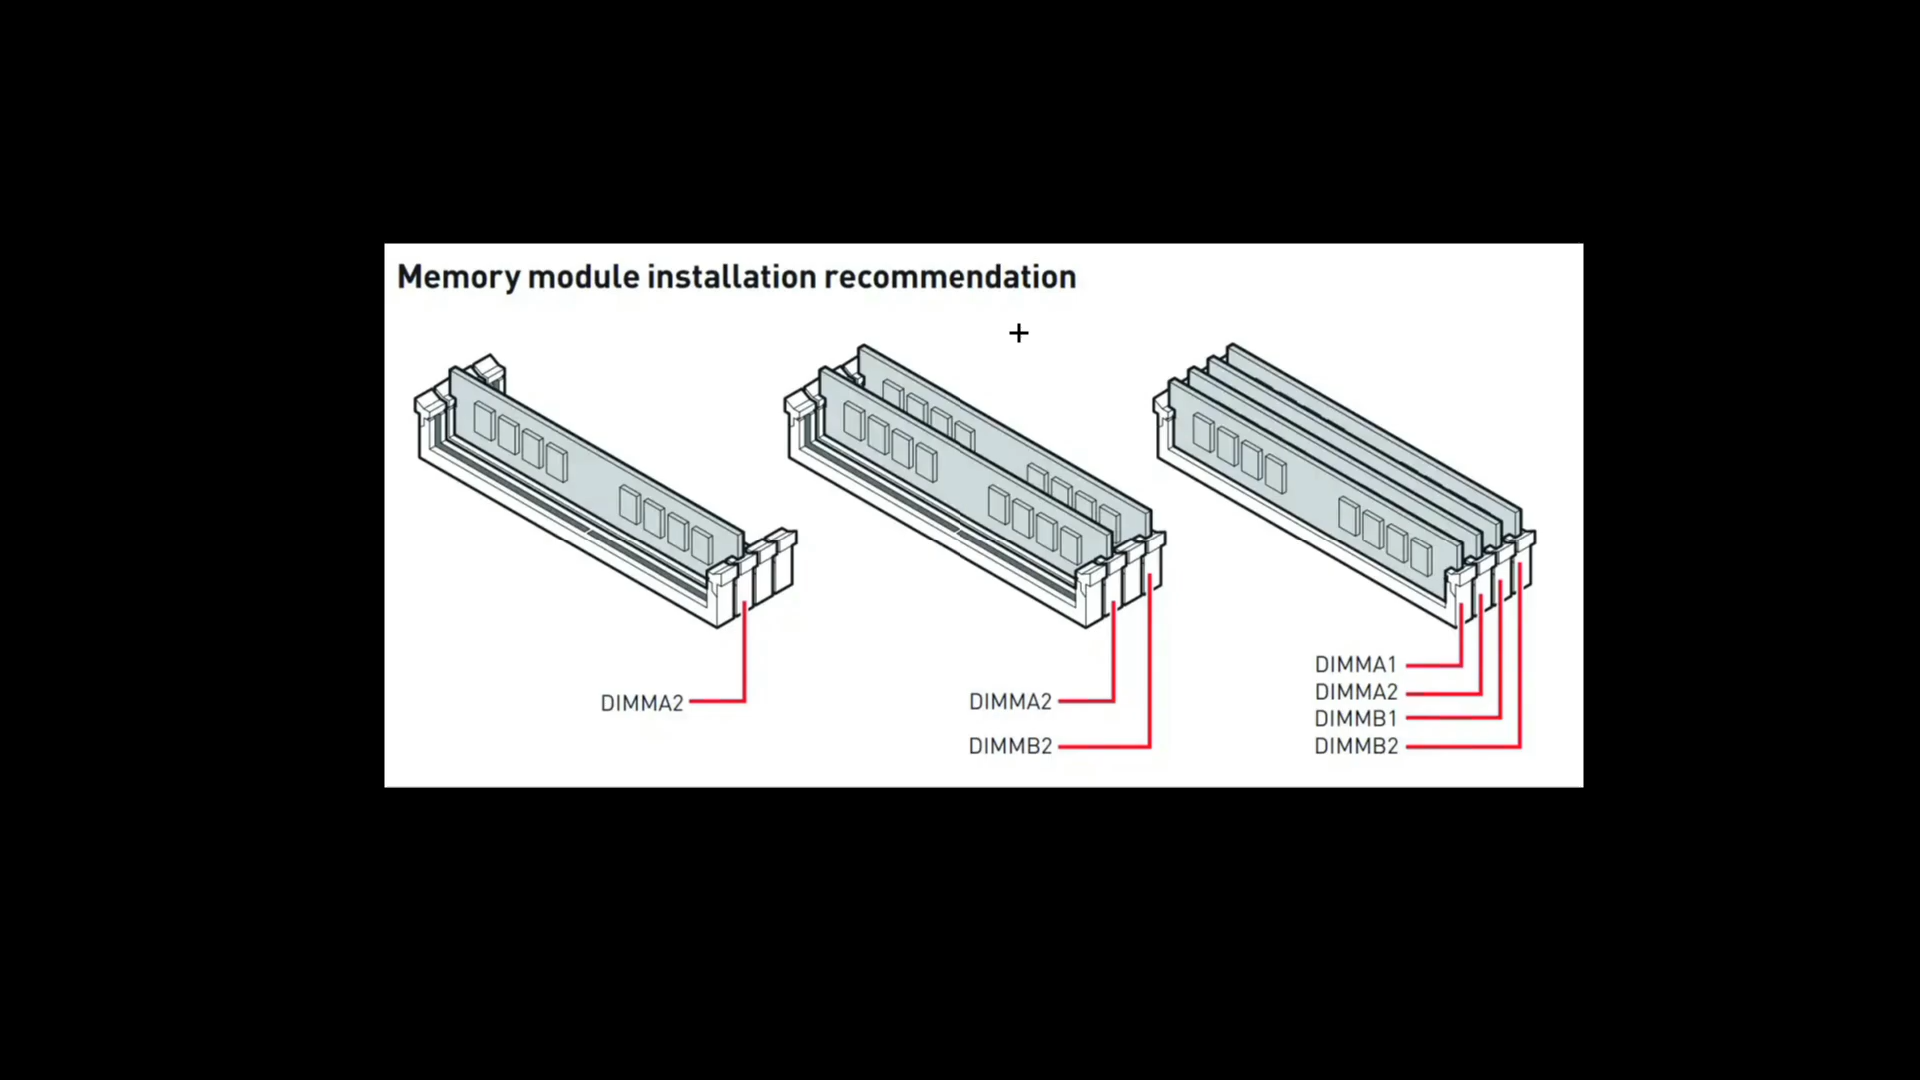 Memory module installation recommendation
DIMMA2
DIMMA2
DIMMB2
DIMMA1
DIMMA2
DIMMB1
DIMMB2